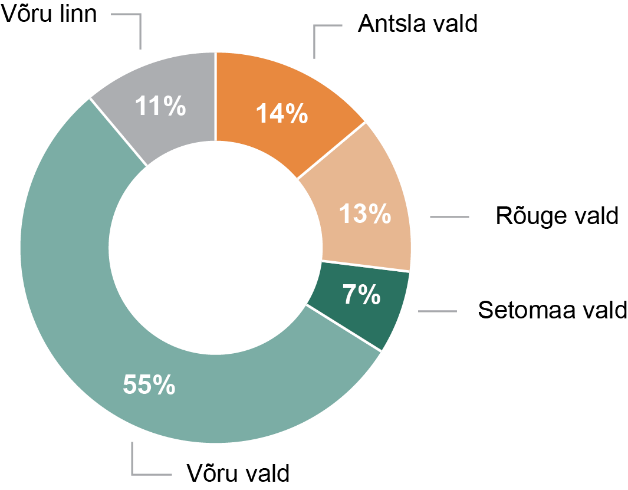 Võru linn
Antsla vald
11%
14%
13%
Rõuge vald
7%
Setomaa vald
55%
Võru vald